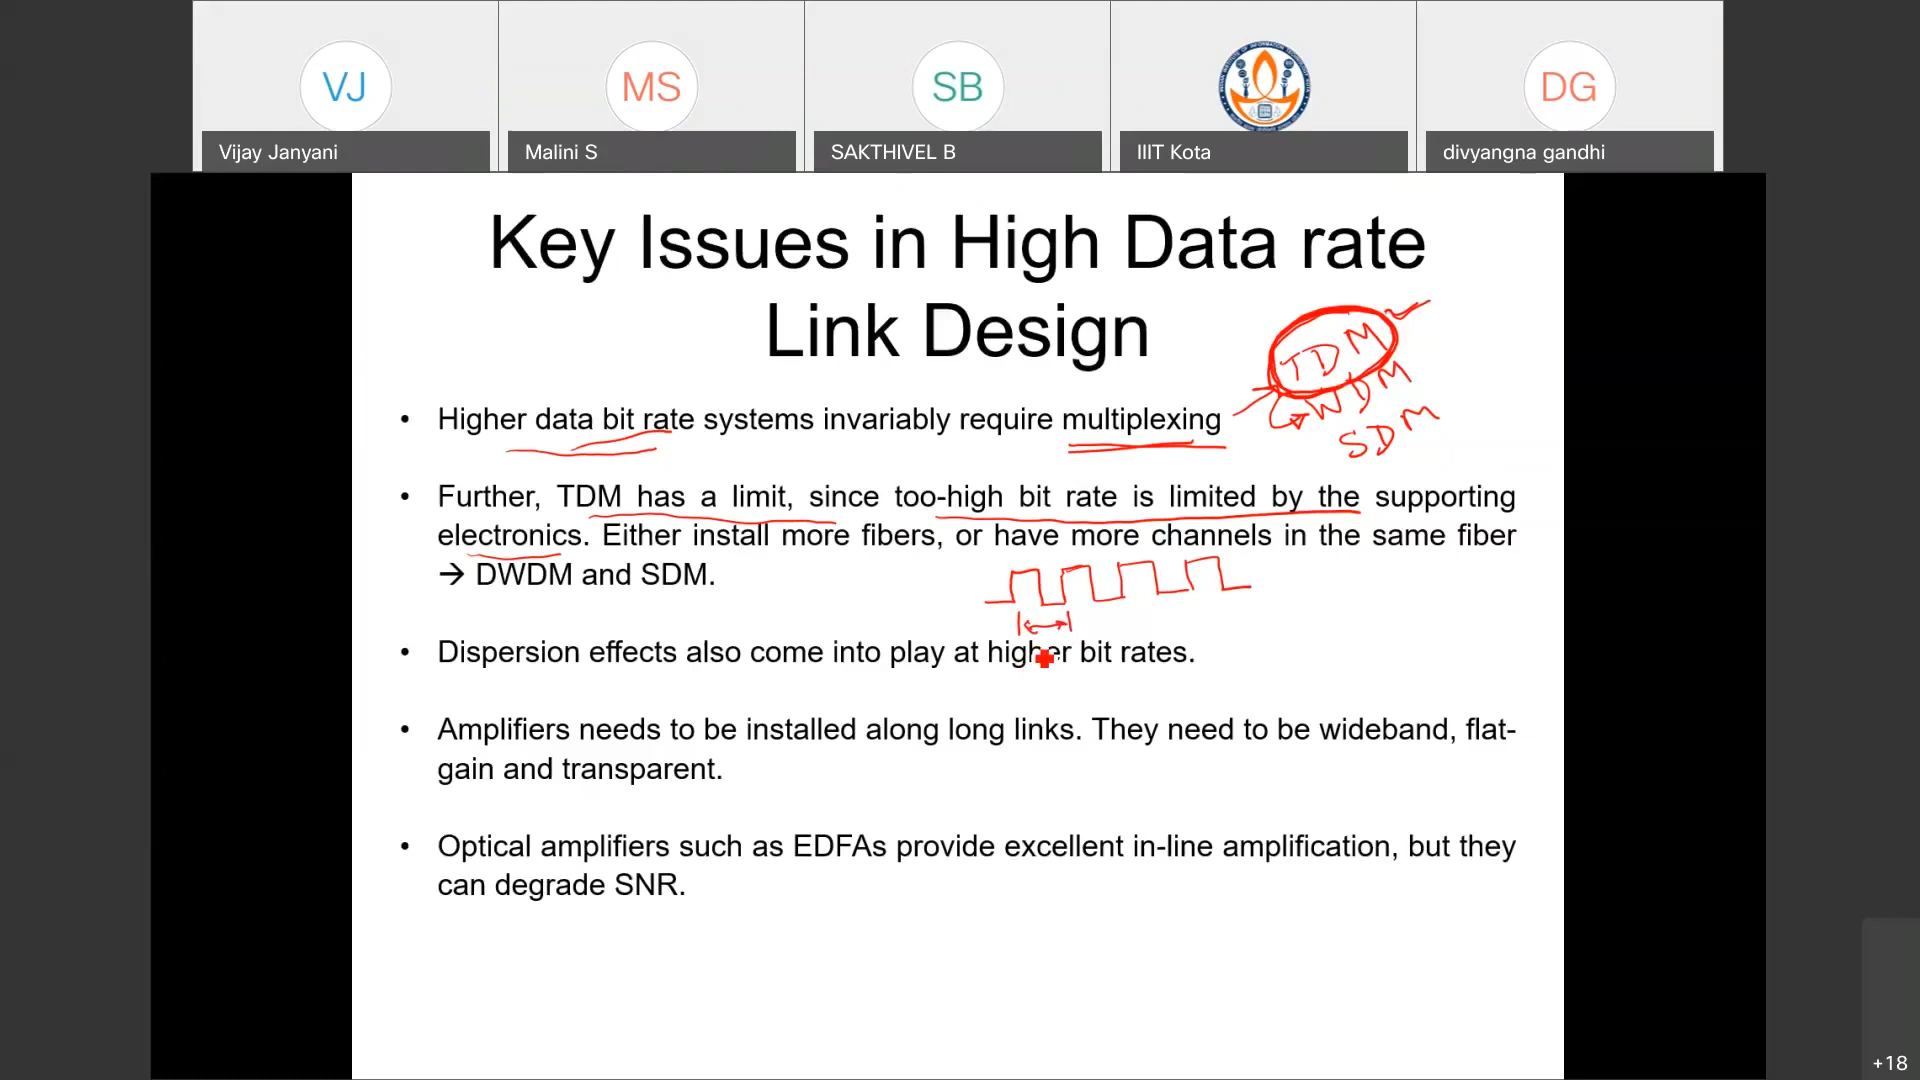 VJ
MS
SB
DG
Vijay Janyani
Malini S
SAKTHIVEL B
IIIT Kota
divyangna gandhi
Key Issues in High Data rate
Link Design
TDM
WDM
SDM
• Higher data bit rate systems invariably require multiplexing
• Further, TDM has a limit, since too-high bit rate is limited by the supporting
electronics. Either install more fibers, or have more channels in the same fiber
→ DWDM and SDM.
• Dispersion effects also come into play at higher bit rates.
• Amplifiers needs to be installed along long links. They need to be wideband, flat-
gain and transparent.
• Optical amplifiers such as EDFAs provide excellent in-line amplification, but they
can degrade SNR.
+18